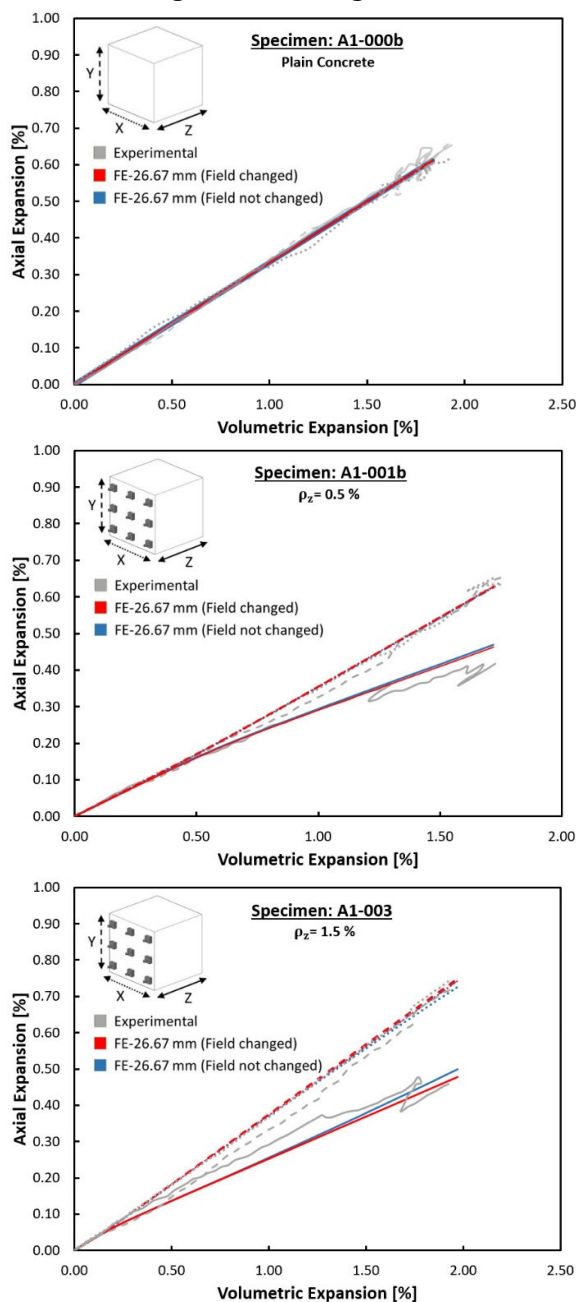 1.00
Specimen: A1-000b
0.90
Plain Concrete
Y
0.80
X
Z
0.70
Experimental
0.60
FE-26.67 mm (Field changed)
0.50
FE-26.67 mm (Field not changed)
0.40
0.30
0.20
0.10
0.00
Axial Expansion [%]
0.00 0.50 1.00 1.50 2.00 2.50
Volumetric Expansion [%]
1.00
Specimen: A1-001b
0.90
ρz= 0.5 %
Y
0.80
X
Z
0.70
Experimental
0.60
FE-26.67 mm (Field changed)
0.50
FE-26.67 mm (Field not changed)
0.40
0.30
0.20
0.10
0.00
Axial Expansion [%]
0.00 0.50 1.00 1.50 2.00
Volumetric Expansion [%]
1.00
Specimen: A1-003
0.90
ρz= 1.5 %
Y
0.80
X
Z
0.70
Experimental
0.60
FE-26.67 mm (Field changed)
0.50
FE-26.67 mm (Field not changed)
0.40
0.30
0.20
0.10
0.00
Axial Expansion [%]
0.00 0.50 1.00 1.50 2.00 2.50
Volumetric Expansion [%]